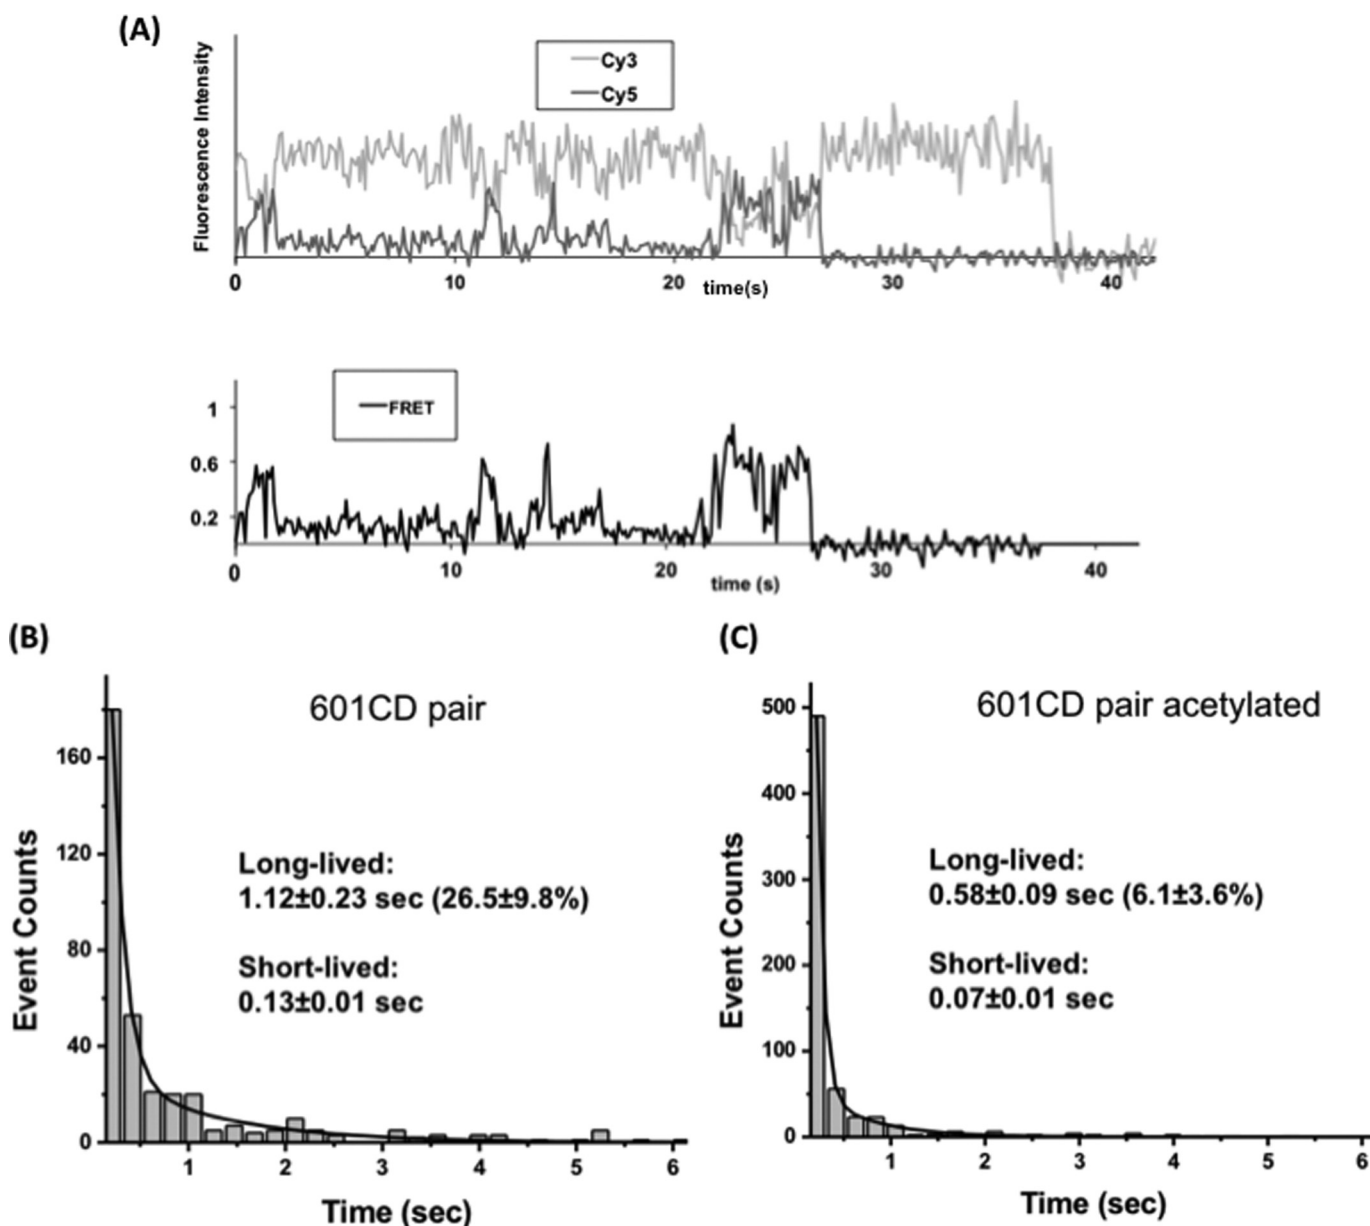 (A)
Fluorescence Intensity
Cy3
Cy5
0 10 20 30 40
time(s)
FRET
1
0.6
0.2
0 10 20 30 40
time (s)
(B)
601CD pair
160
120
80
40
0
Event Counts
Long-lived:
1.12±0.23 sec (26.5±9.8%)
Short-lived:
0.13±0.01 sec
1 2 3 4 5 6
Time (sec)
(C)
601CD pair acetylated
500
400
300
200
100
0
Event Counts
Long-lived:
0.58±0.09 sec (6.1±3.6%)
Short-lived:
0.07±0.01 sec
1 2 3 4 5 6
Time (sec)